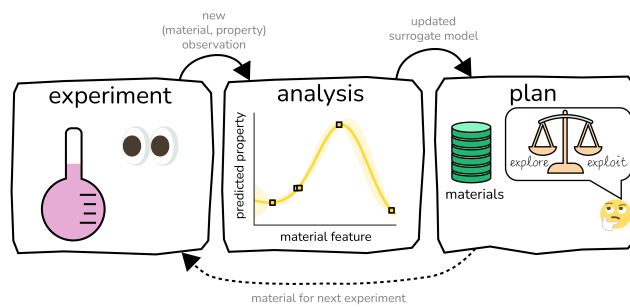 new
(material, property)
observation
updated
surrogate model
experiment
analysis
plan
predicted property
material feature
explore
exploit
materials
material for next experiment